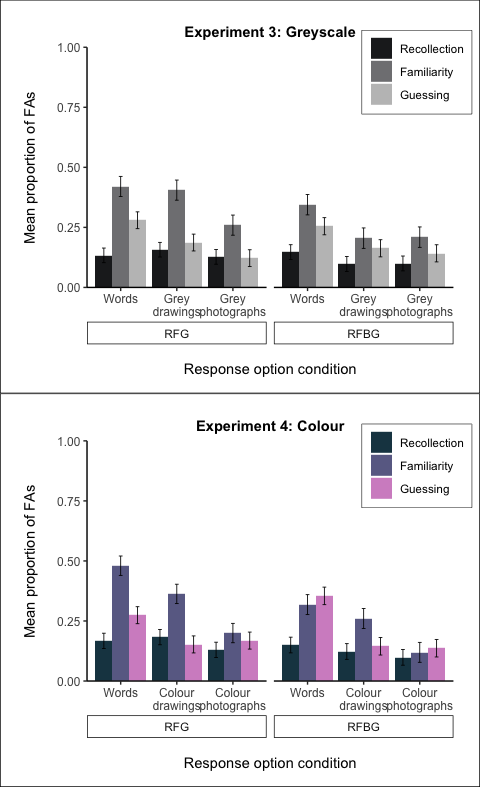 Experiment 3: Greyscale
Recollection
Familiarity
Guessing
Mean proportion of FAs
1.00
0.75
0.50
0.25
0.00
Words
Grey drawings
Grey photographs
Words
Grey drawings
Grey photographs
RFG
RFBG
Response option condition
Experiment 4: Colour
Recollection
Familiarity
Guessing
Mean proportion of FAs
1.00
0.75
0.50
0.25
0.00
Words
Colour drawings
Colour photographs
Words
Colour drawings
Colour photographs
RFG
RFBG
Response option condition